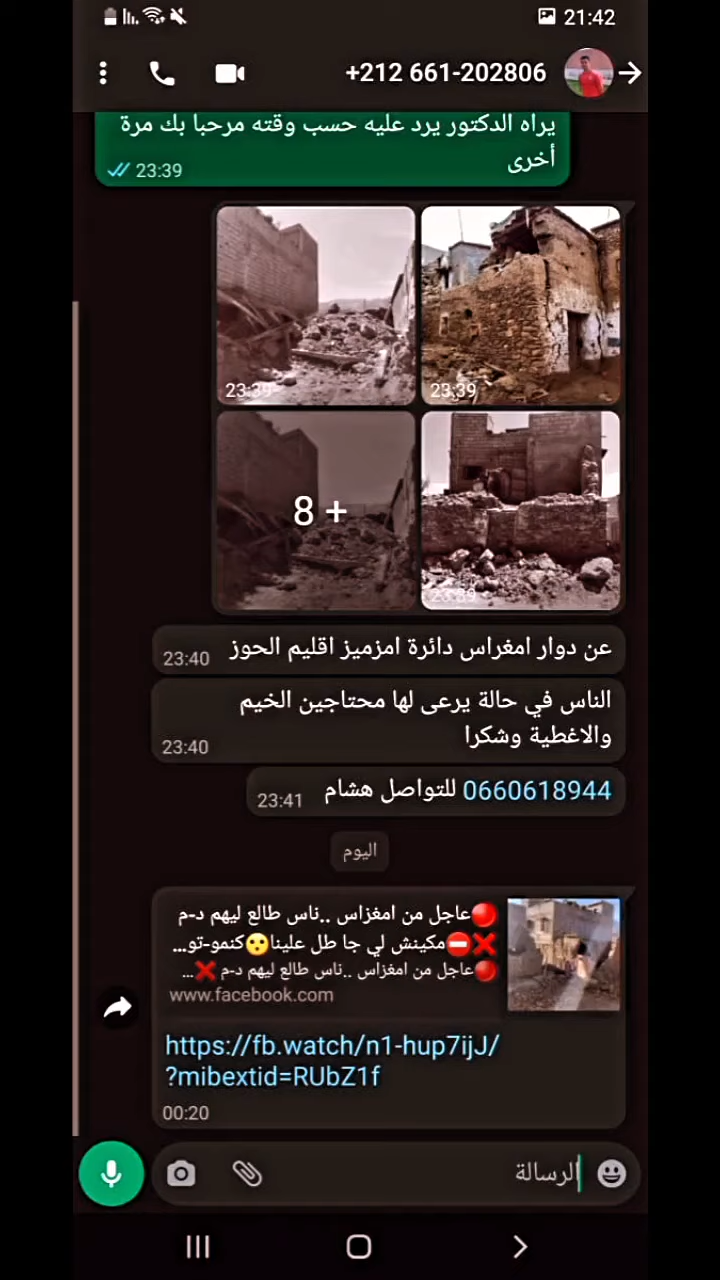 21:42
+212 661-202806
يراه الدكتور يرد عليه حسب وقته مرحبا بك مرة
أخرى
23:39
23:39
23:39
23:39
8 +
عن دوار امغراس دائرة امزميز اقليم الحوز
23:40
الناس في حالة يرعى لها محتاجين الخيم
والاغطية وشكرا
23:40
0660618944 للتواصل هشام
23:41
اليوم
🔴عاجل من امغراس ..ناس طالع ليهم د-م
❌⛔مكينش لي جا طل علينا😯كنمو-تو...
🔴عاجل من امغراس ..ناس طالع ليهم د-م ❌...
www.facebook.com
https://fb.watch/n1-hup7ijJ/
?mibextid=RUbZ1f
00:20
الرسالة